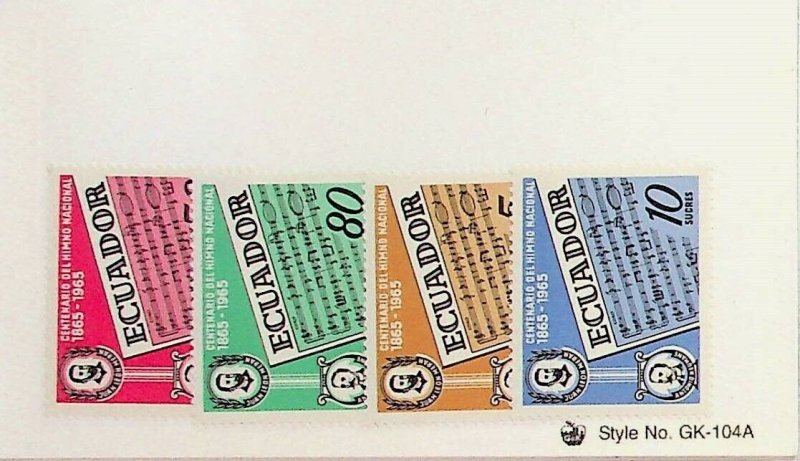 CENTENARIO DEL HIMNO NACIONAL
1865 - 1965
ECUADOR
CENTENARIO DEL HIMNO NACIONAL
1865 - 1965
ECUADOR
80
CENTENARIO DEL HIMNO NACIONAL
1865 - 1965
ECUADOR
5
CENTENARIO DEL HIMNO NACIONAL
1865 - 1965
ECUADOR
10
SUCRES
G&K Style No. GK-104A